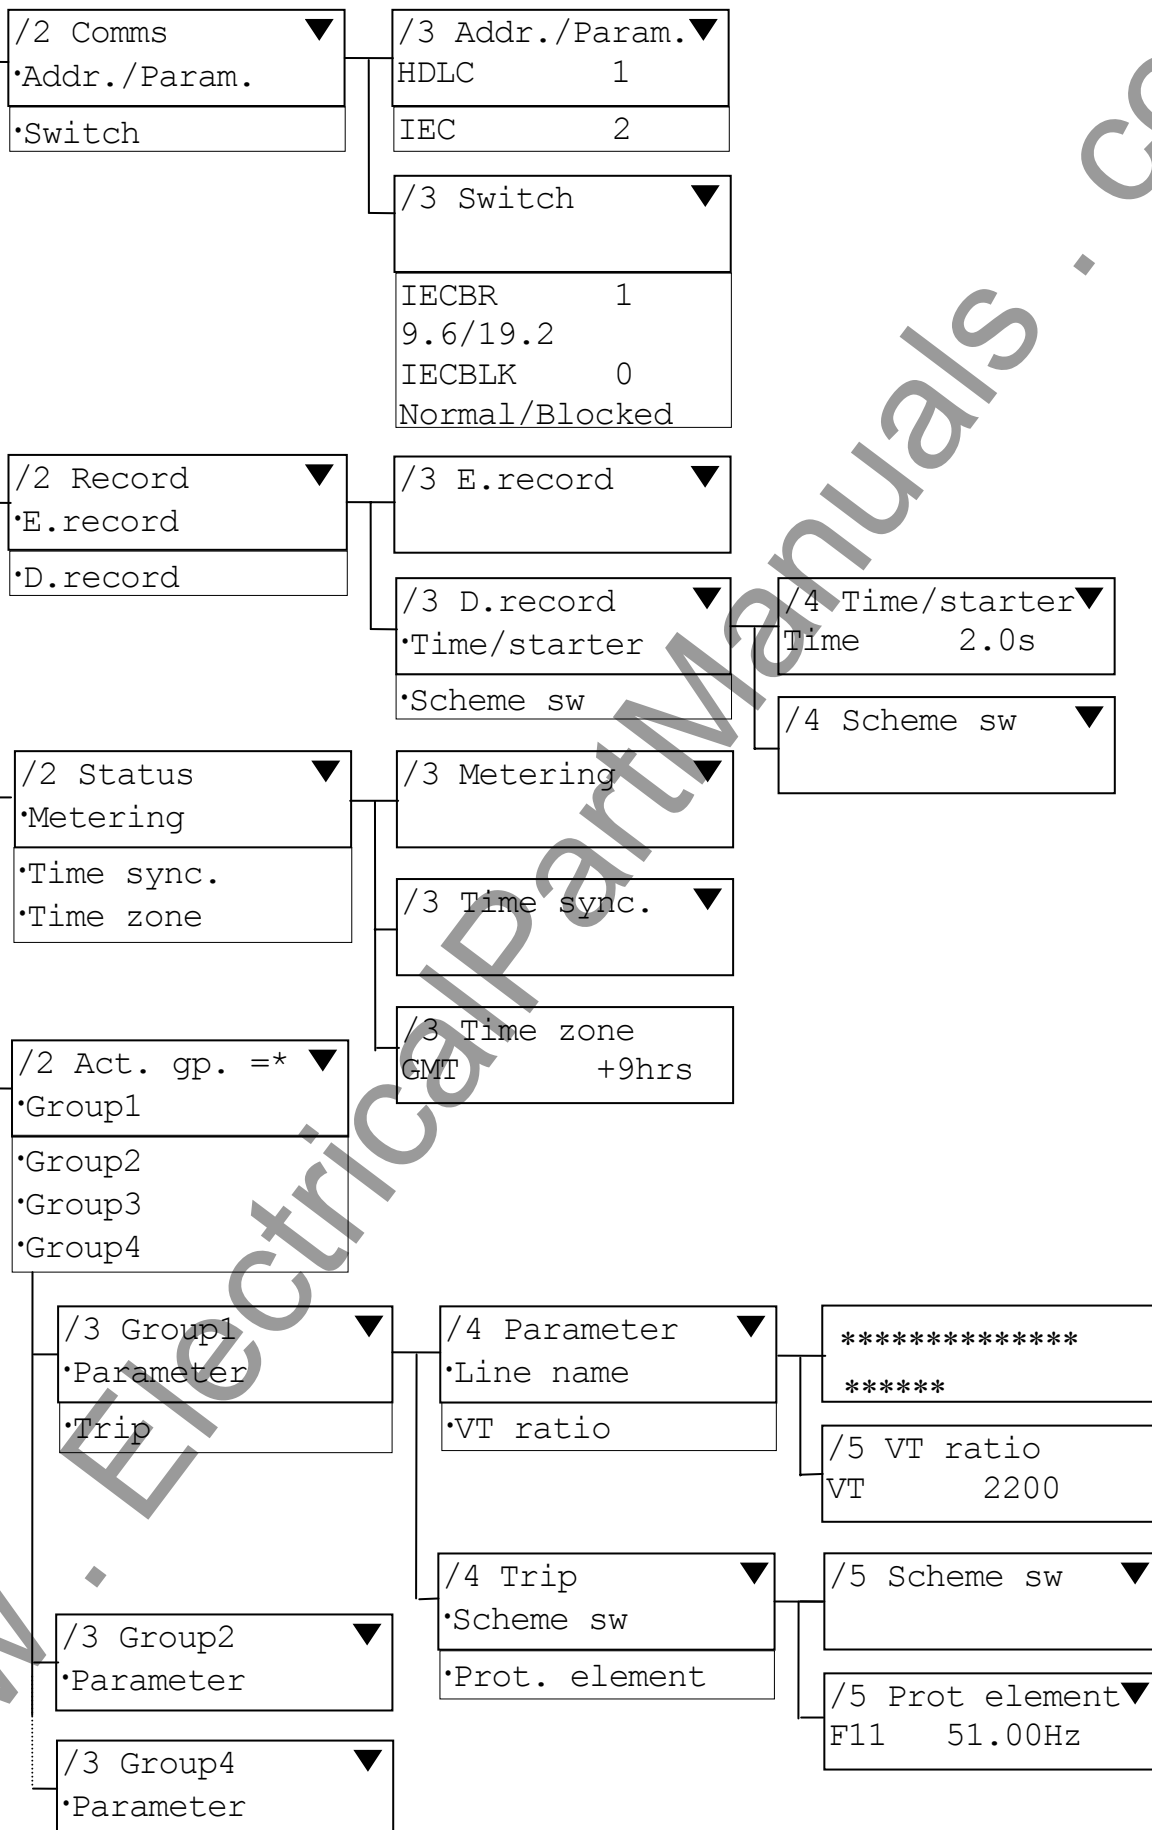 /2 Comms ▼
·Addr./Param.
·Switch
/3 Addr./Param.▼
HDLC 1
IEC 2
/3 Switch ▼
IECBR 1
9.6/19.2
IECBLK 0
Normal/Blocked
/2 Record ▼
·E.record
·D.record
/3 E.record ▼
/3 D.record ▼
·Time/starter
·Scheme sw
/4 Time/starter▼
Time 2.0s
/4 Scheme sw ▼
/2 Status ▼
·Metering
·Time sync.
·Time zone
/3 Metering ▼
/3 Time sync. ▼
/3 Time zone
GMT +9hrs
/2 Act. gp. =* ▼
·Group1
·Group2
·Group3
·Group4
/3 Group1 ▼
·Parameter
·Trip
/4 Parameter ▼
·Line name
·VT ratio
**************
******
/5 VT ratio
VT 2200
/4 Trip ▼
·Scheme sw
·Prot. element
/5 Scheme sw ▼
/5 Prot element▼
F11 51.00Hz
/3 Group2 ▼
·Parameter
/3 Group4 ▼
·Parameter
w . ElectricalPartManuals . co